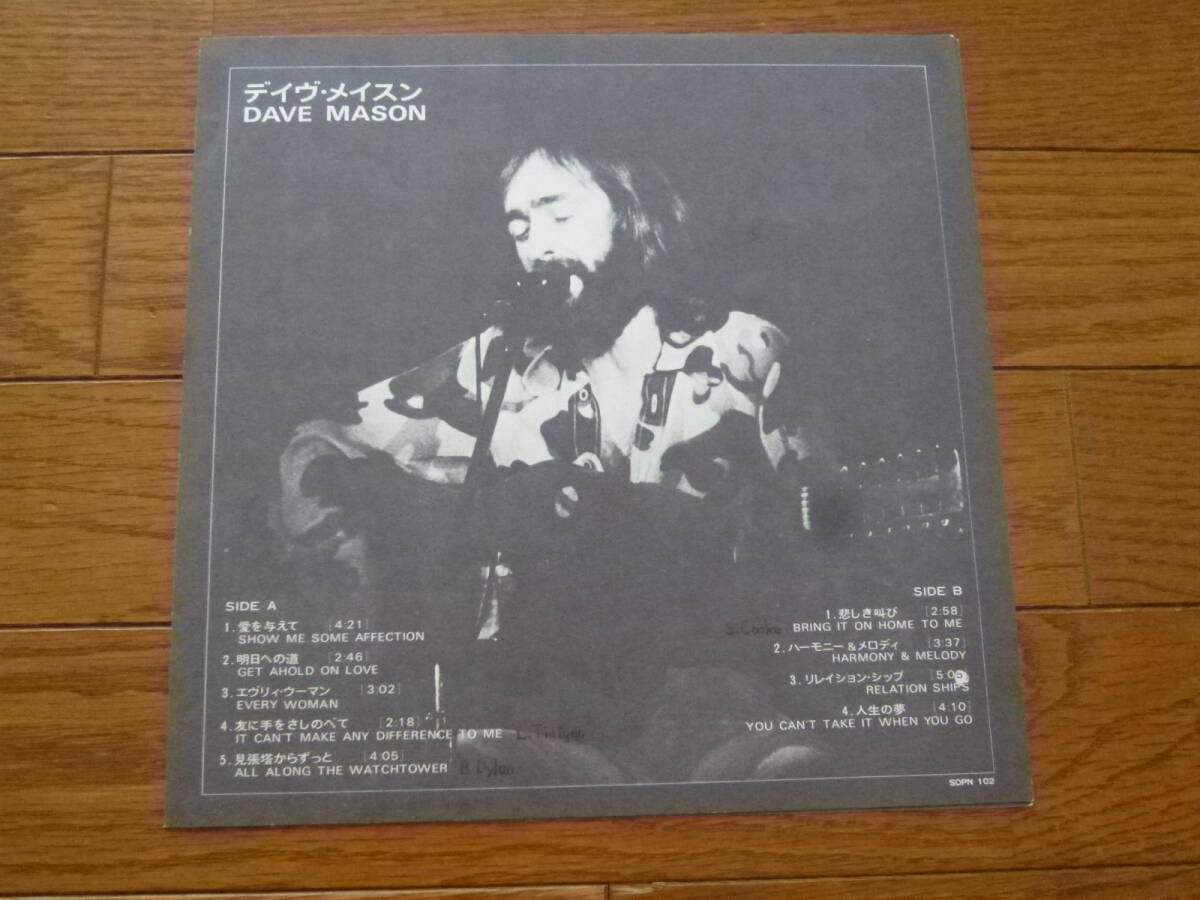 デイヴ・メイスン
DAVE MASON
SIDE A
1. 愛を与えて [4:21]
SHOW ME SOME AFFECTION
2. 明日への道 [2:46]
GET AHOLD ON LOVE
3. エヴリィ・ウーマン [3:02]
EVERY WOMAN
4. 友に手をさしのべて [2:18]
IT CAN'T MAKE ANY DIFFERENCE TO ME
5. 見張塔からずっと [4:05]
ALL ALONG THE WATCHTOWER B. Dylan
SIDE B
1. 悲しき叫び [2:58]
S. Cooke BRING IT ON HOME TO ME
2. ハーモニー & メロディ [3:37]
HARMONY & MELODY
3. リレイション・シップ
RELATION SHIPS
4. 人生の夢 [4:10]
YOU CAN'T TAKE IT WHEN YOU GO
SOPN 102